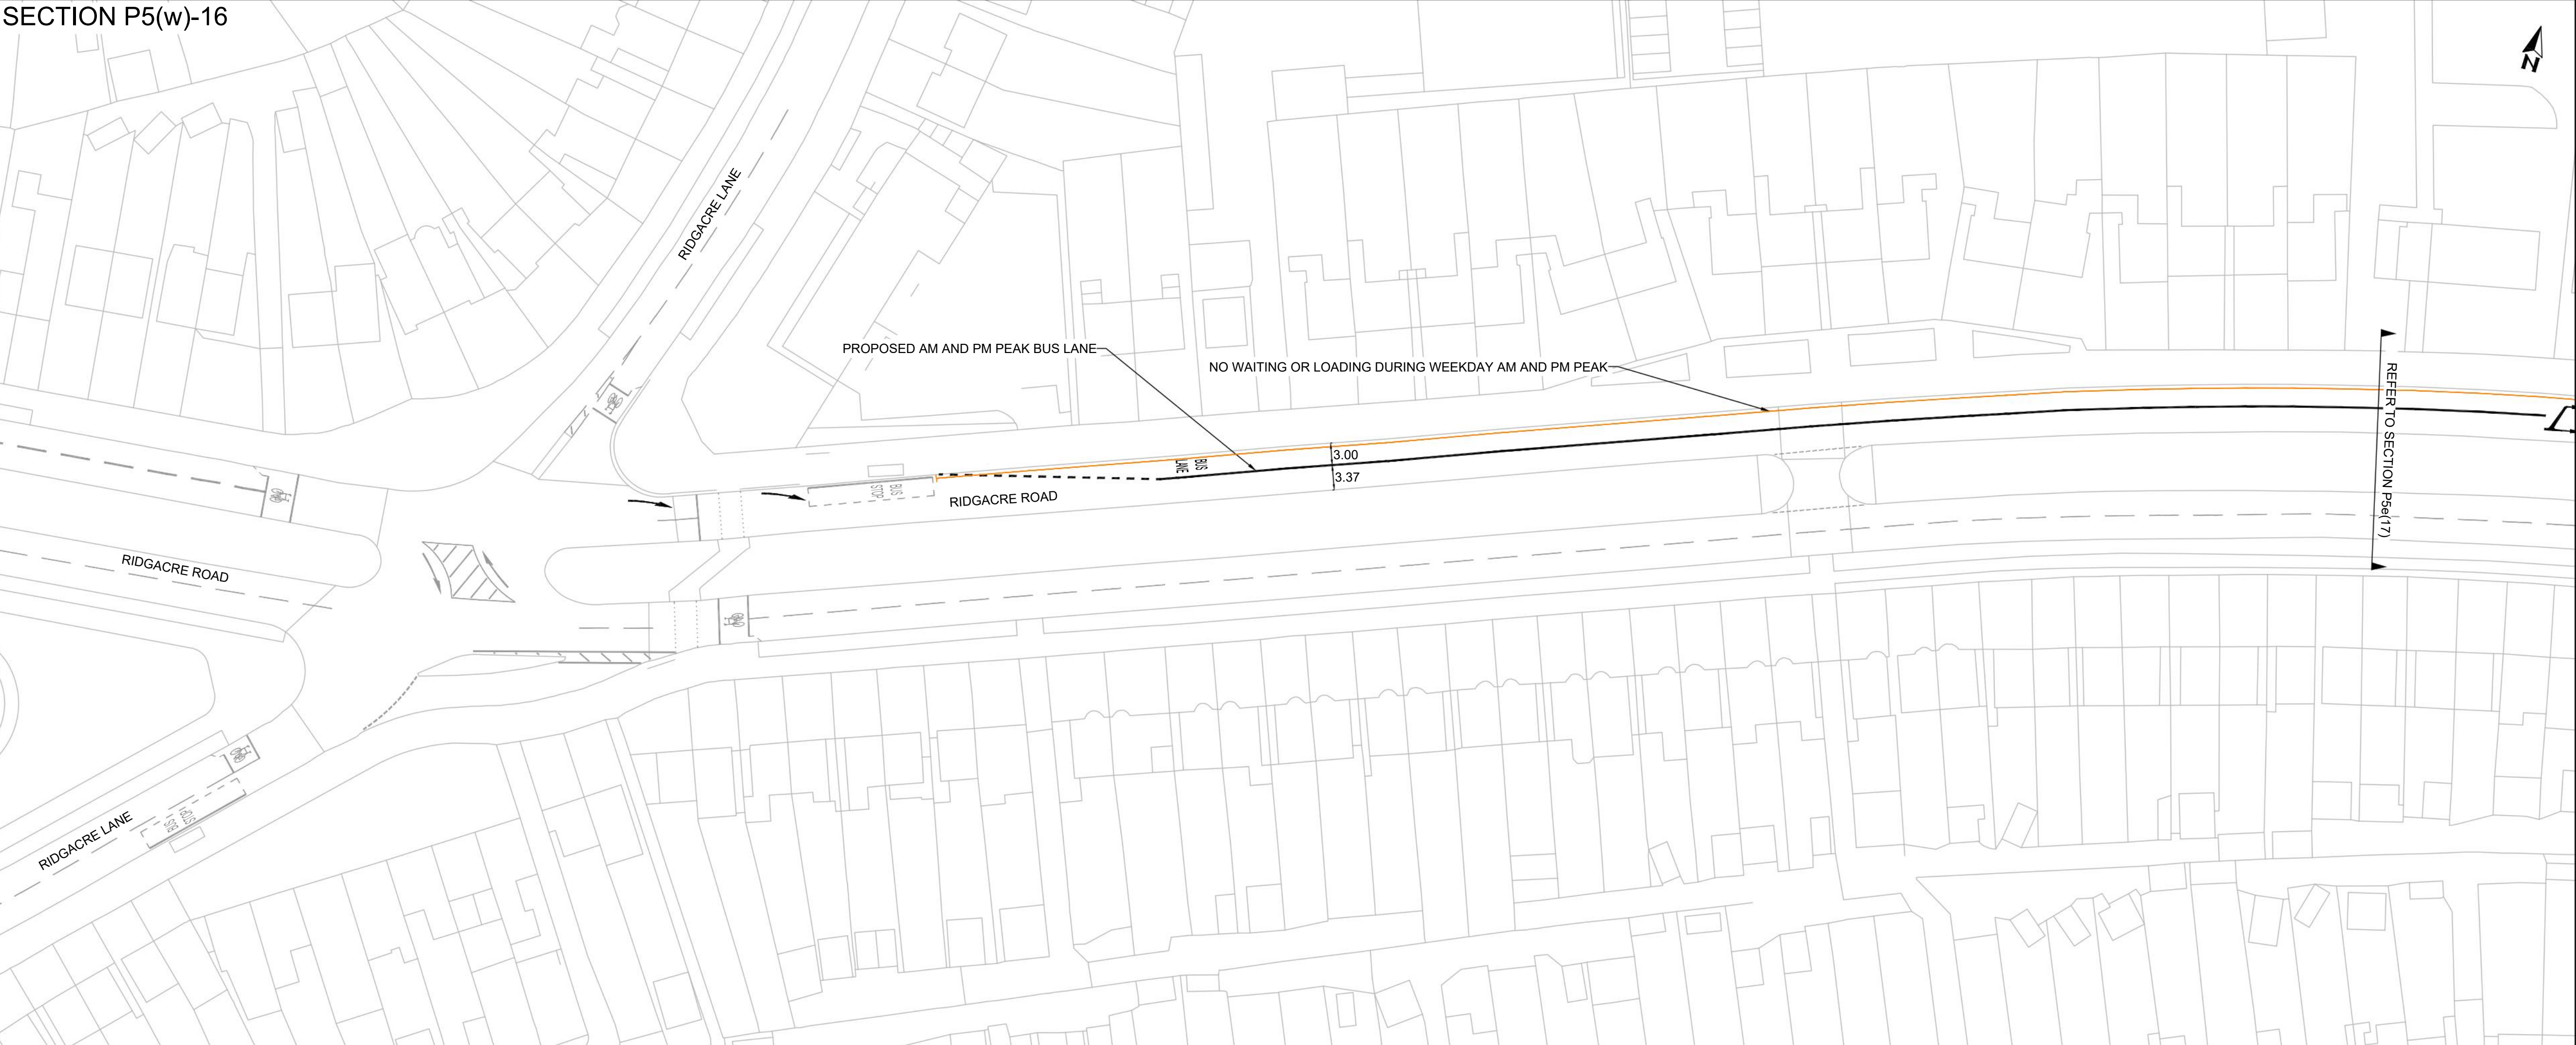 SECTION P5(w)-16
N
RIDGACRE LANE
PROPOSED AM AND PM PEAK BUS LANE
NO WAITING OR LOADING DURING WEEKDAY AM AND PM PEAK
REFER TO SECTION P5e(17)
BUS
LANE
3.00
3.37
BUS
STOP
RIDGACRE ROAD
RIDGACRE ROAD
RIDGACRE LANE
BUS
STOP